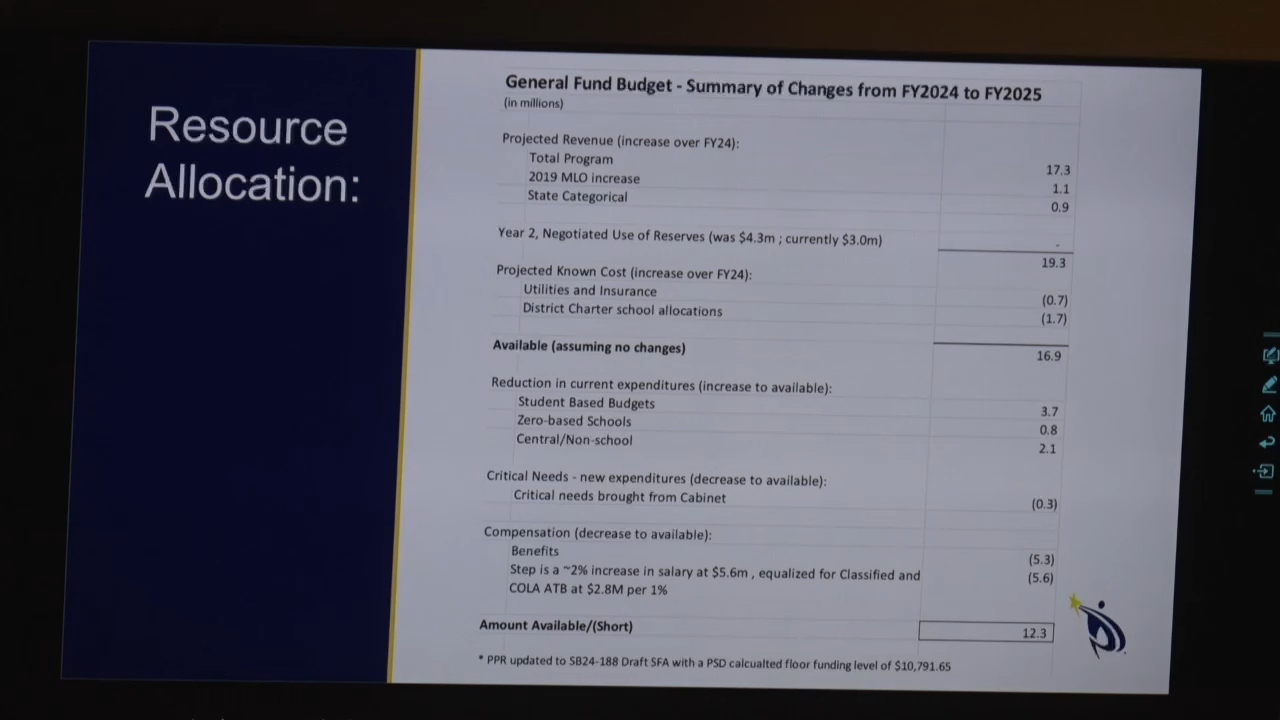 Resource
Allocation:
General Fund Budget - Summary of Changes from FY2024 to FY2025
(in millions)
Projected Revenue (increase over FY24):
Total Program 17.3
2019 MLO increase 1.1
State Categorical 0.9
Year 2, Negotiated Use of Reserves (was $4.3m ; currently $3.0m) -
19.3
Projected Known Cost (increase over FY24):
Utilities and Insurance (0.7)
District Charter school allocations (1.7)
Available (assuming no changes) 16.9
Reduction in current expenditures (increase to available):
Student Based Budgets 3.7
Zero-based Schools 0.8
Central/Non-school 2.1
Critical Needs - new expenditures (decrease to available):
Critical needs brought from Cabinet (0.3)
Compensation (decrease to available):
Benefits (5.3)
Step is a ~2% increase in salary at $5.6m , equalized for Classified and (5.6)
COLA ATB at $2.8M per 1%
Amount Available/(Short) 12.3
* PPR updated to SB24-188 Draft SFA with a PSD calcualted floor funding level of $10,791.65